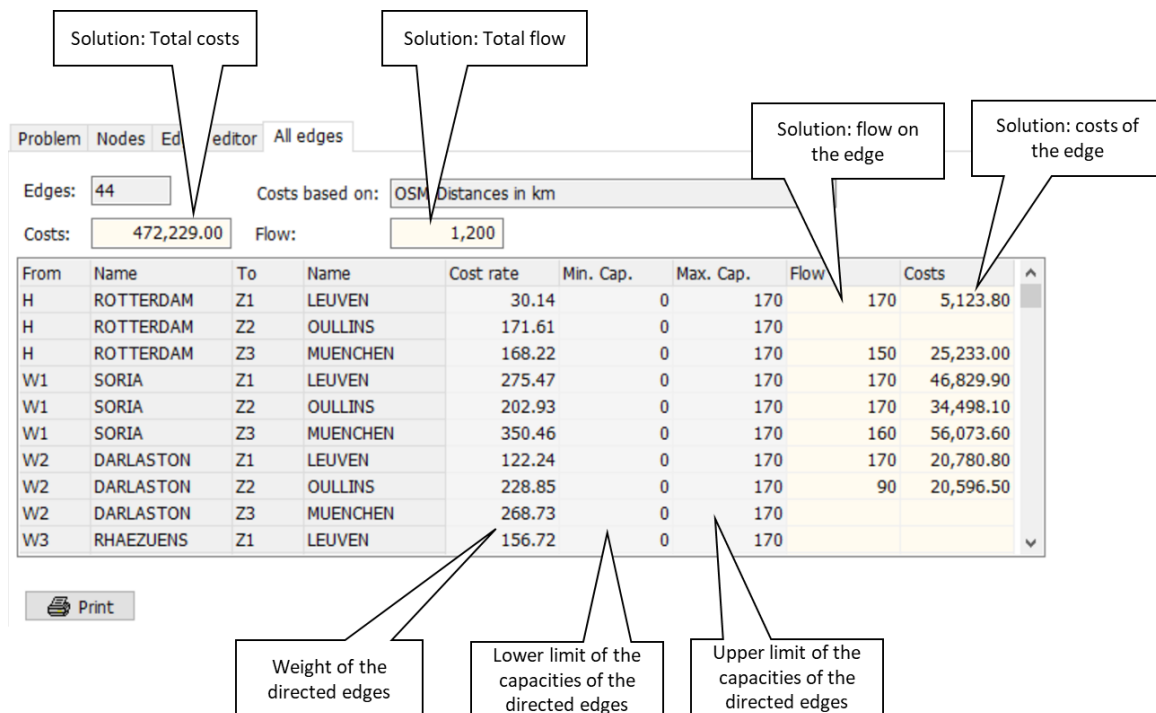 Solution: Total costs
Solution: Total flow
Solution: flow on
the edge
Solution: costs of
the edge
Problem Nodes Ed editor All edges
Edges: 44 Costs based on: OSM Distances in km
Costs: 472,229.00 Flow: 1,200
From Name To Name Cost rate Min. Cap. Max. Cap. Flow Costs
H ROTTERDAM Z1 LEUVEN 30.14 0 170 170 5,123.80
H ROTTERDAM Z2 OULLINS 171.61 0 170
H ROTTERDAM Z3 MUENCHEN 168.22 0 170 150 25,233.00
W1 SORIA Z1 LEUVEN 275.47 0 170 170 46,829.90
W1 SORIA Z2 OULLINS 202.93 0 170 170 34,498.10
W1 SORIA Z3 MUENCHEN 350.46 0 170 160 56,073.60
W2 DARLASTON Z1 LEUVEN 122.24 0 170 170 20,780.80
W2 DARLASTON Z2 OULLINS 228.85 0 170 90 20,596.50
W2 DARLASTON Z3 MUENCHEN 268.73 0 170
W3 RHAEZUENS Z1 LEUVEN 156.72 0 170
Print
Weight of the
directed edges
Lower limit of the
capacities of the
directed edges
Upper limit of the
capacities of the
directed edges